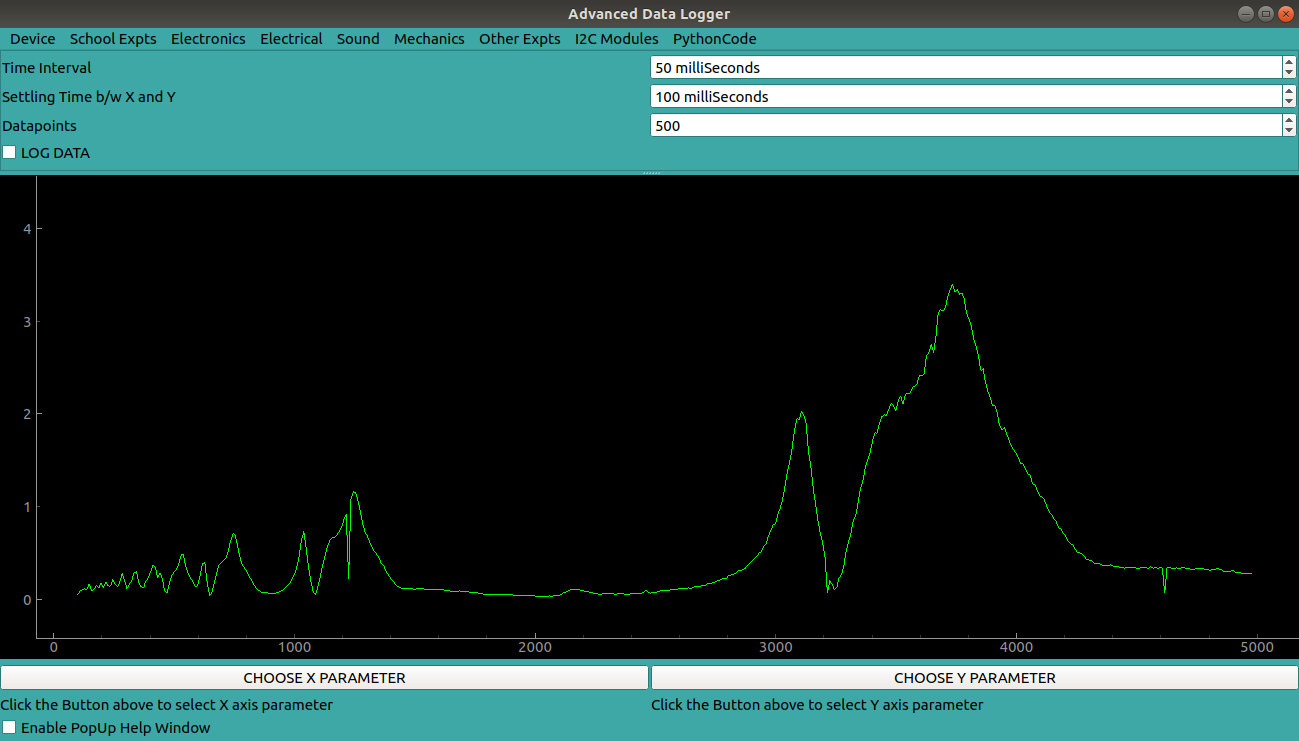 Advanced Data Logger
Device School Expts Electronics Electrical Sound Mechanics Other Expts I2C Modules PythonCode
Time Interval 50 milliSeconds
Settling Time b/w X and Y 100 milliSeconds
Datapoints 500
LOG DATA
4
3
2
1
0
0 1000 2000 3000 4000 5000
CHOOSE X PARAMETER CHOOSE Y PARAMETER
Click the Button above to select X axis parameter Click the Button above to select Y axis parameter
Enable PopUp Help Window